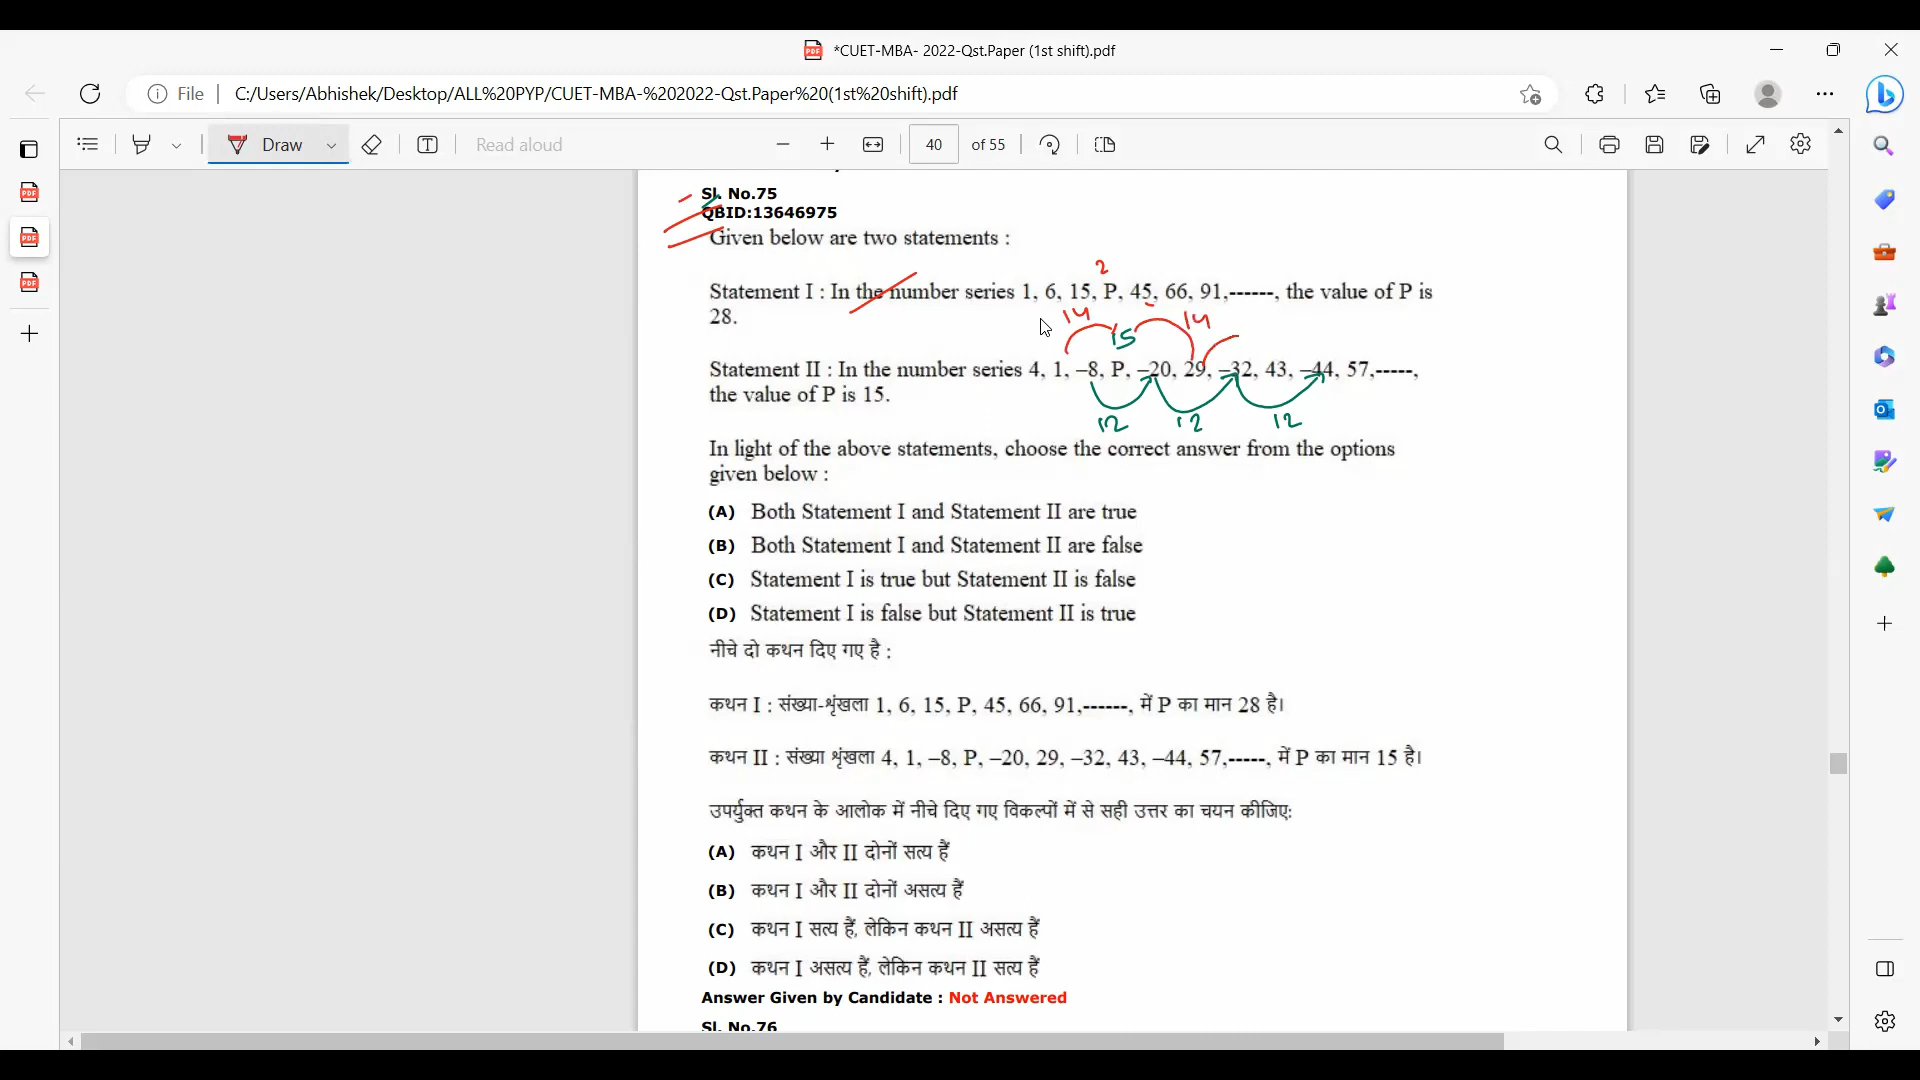 *CUET-MBA- 2022-Qst.Paper (1st shift).pdf
File C:/Users/Abhishek/Desktop/ALL%20PYP/CUET-MBA-%202022-Qst.Paper%20(1st%20shift).pdf
Draw Read aloud 40 of 55
Sl. No.75
QBID:13646975
Given below are two statements :
2
Statement I : In the number series 1, 6, 15, P, 45, 66, 91,------, the value of P is
28.
14 15 14
Statement II : In the number series 4, 1, –8, P, –20, 29, –32, 43, –44, 57,-----,
the value of P is 15.
12 12 12
In light of the above statements, choose the correct answer from the options
given below :
(A) Both Statement I and Statement II are true
(B) Both Statement I and Statement II are false
(C) Statement I is true but Statement II is false
(D) Statement I is false but Statement II is true
नीचे दो कथन दिए गए है :
कथन I : संख्या-शृंखला 1, 6, 15, P, 45, 66, 91,------, में P का मान 28 है।
कथन II : संख्या शृंखला 4, 1, –8, P, –20, 29, –32, 43, –44, 57,-----, में P का मान 15 है।
उपर्युक्त कथन के आलोक में नीचे दिए गए विकल्पों में से सही उत्तर का चयन कीजिए:
(A) कथन I और II दोनों सत्य हैं
(B) कथन I और II दोनों असत्य हैं
(C) कथन I सत्य हैं, लेकिन कथन II असत्य हैं
(D) कथन I असत्य हैं, लेकिन कथन II सत्य हैं
Answer Given by Candidate : Not Answered
Sl. No.76